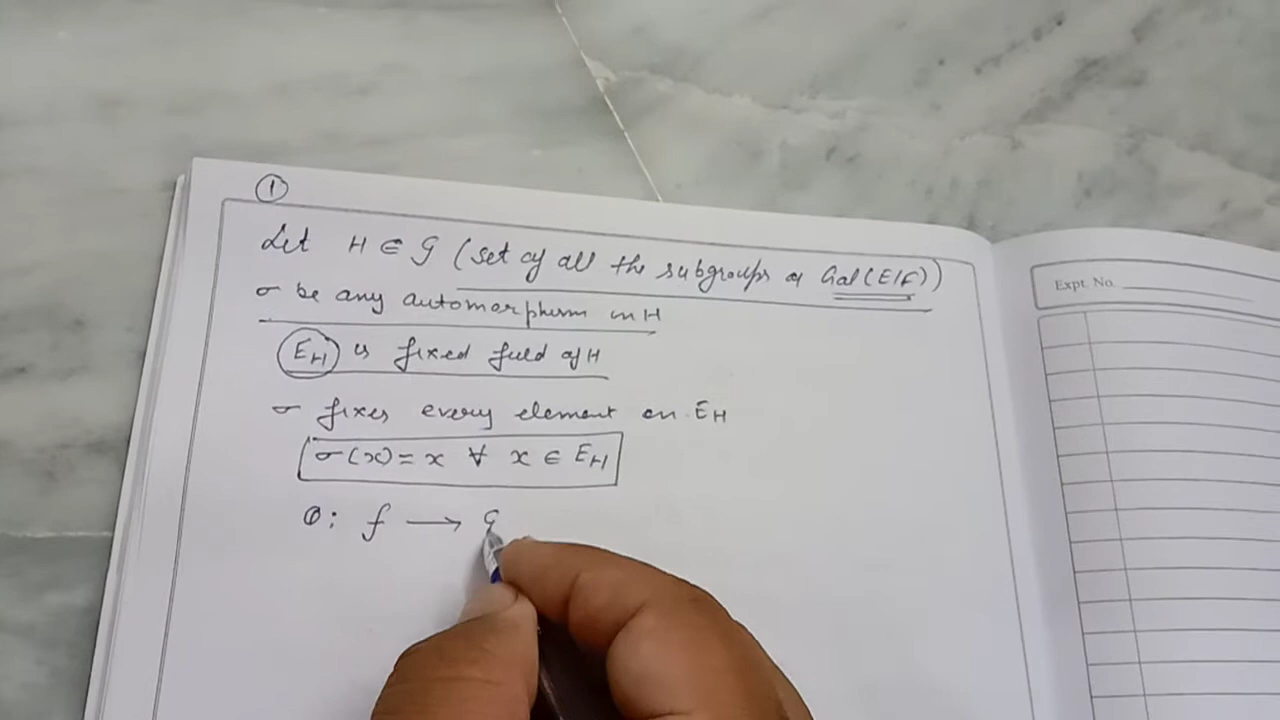 ①
Let H ∈ G (set of all the subgroups of Gal(E/F))
σ be any automorphism in H
E_H is fixed field of H
σ fixes every element on E_H
σ(x) = x ∀ x ∈ E_H
Θ: f → G
Expt. No.